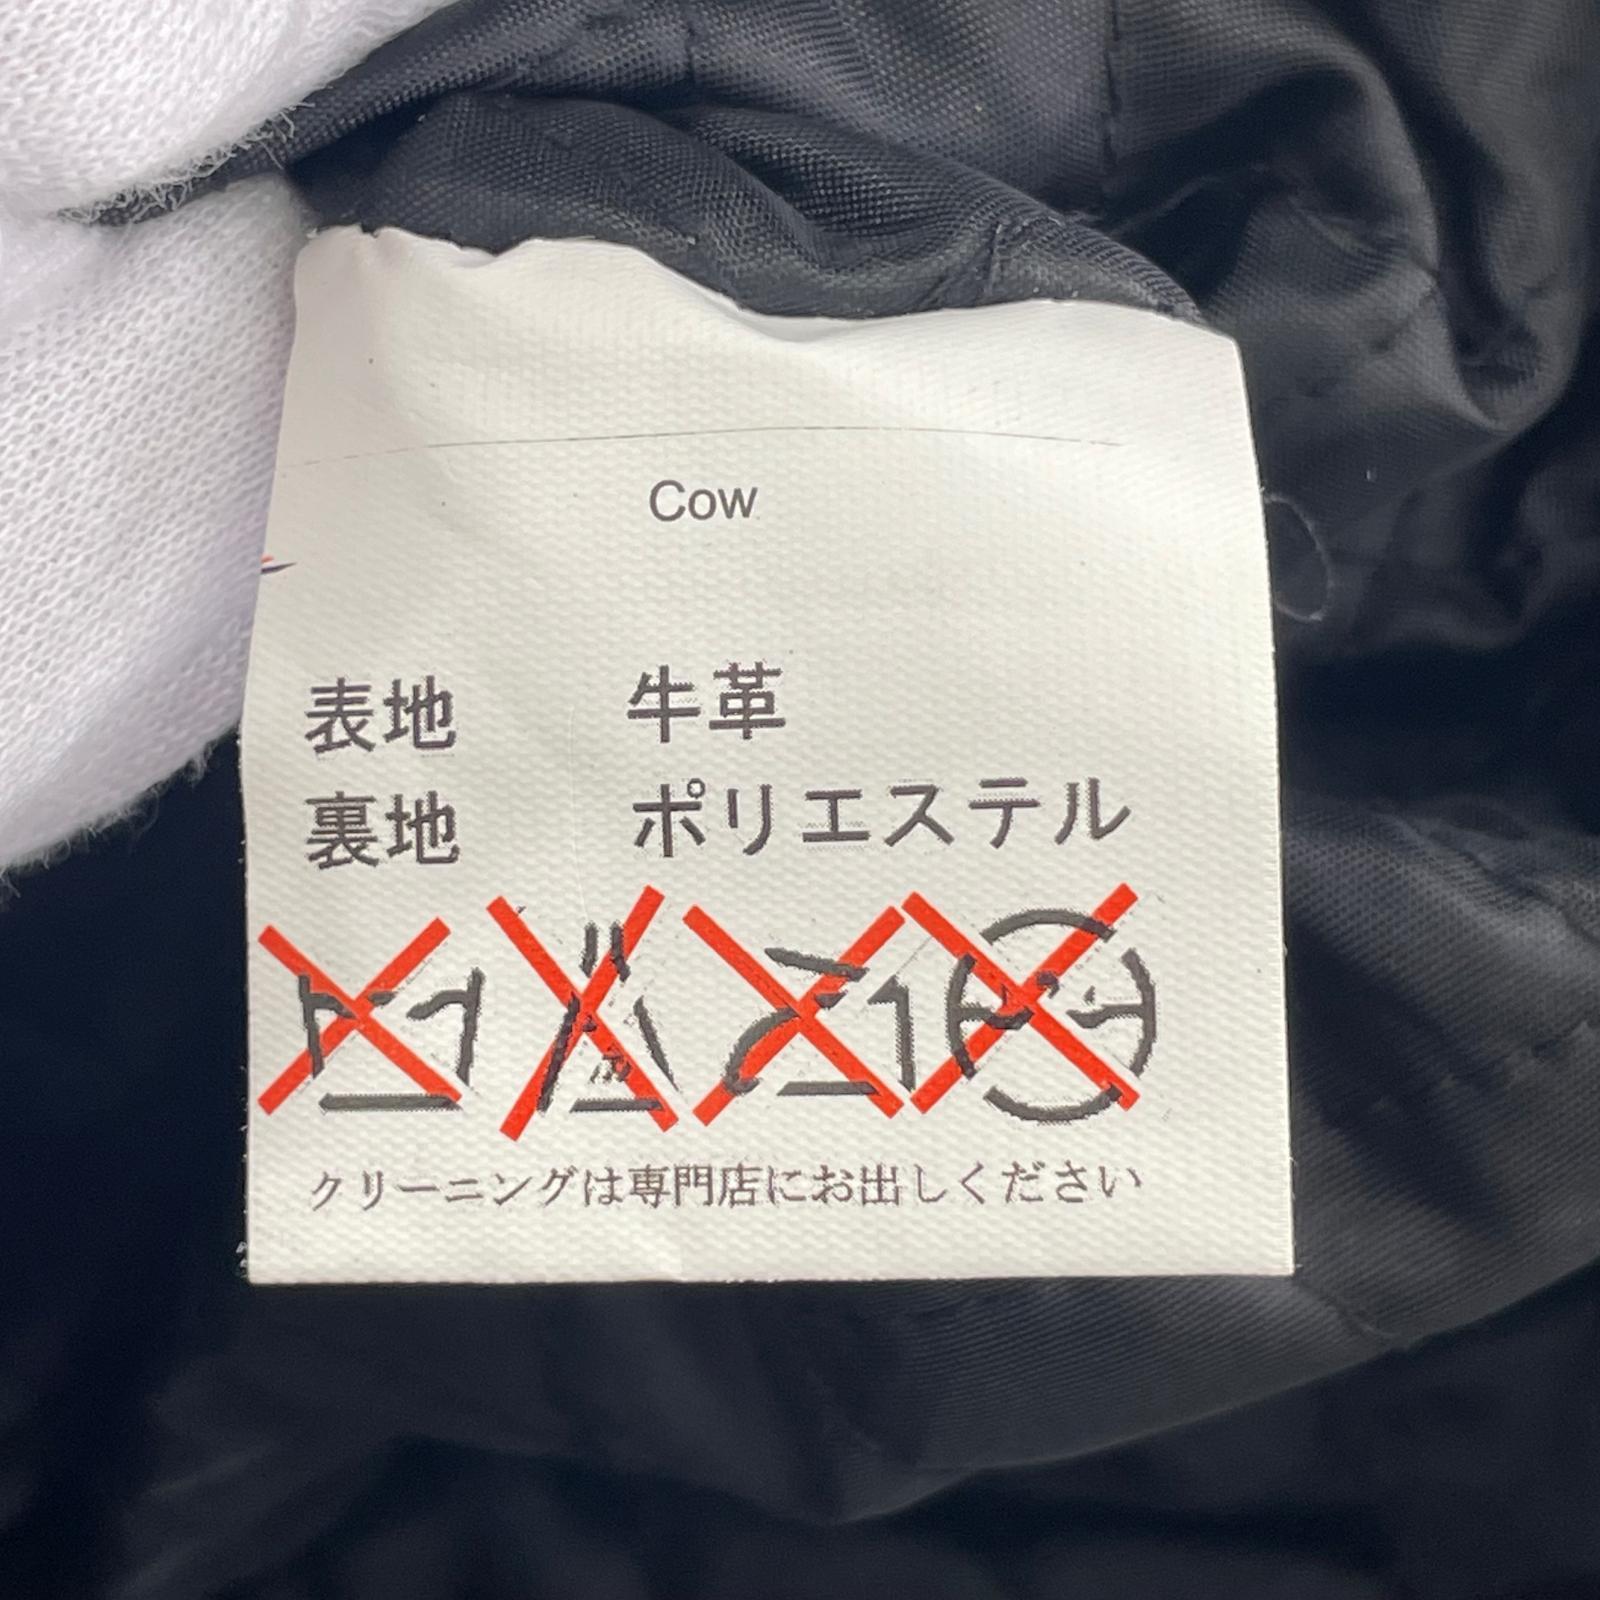 Cow
表地 牛革
裏地 ポリエステル
クリーニングは専門店にお出しください